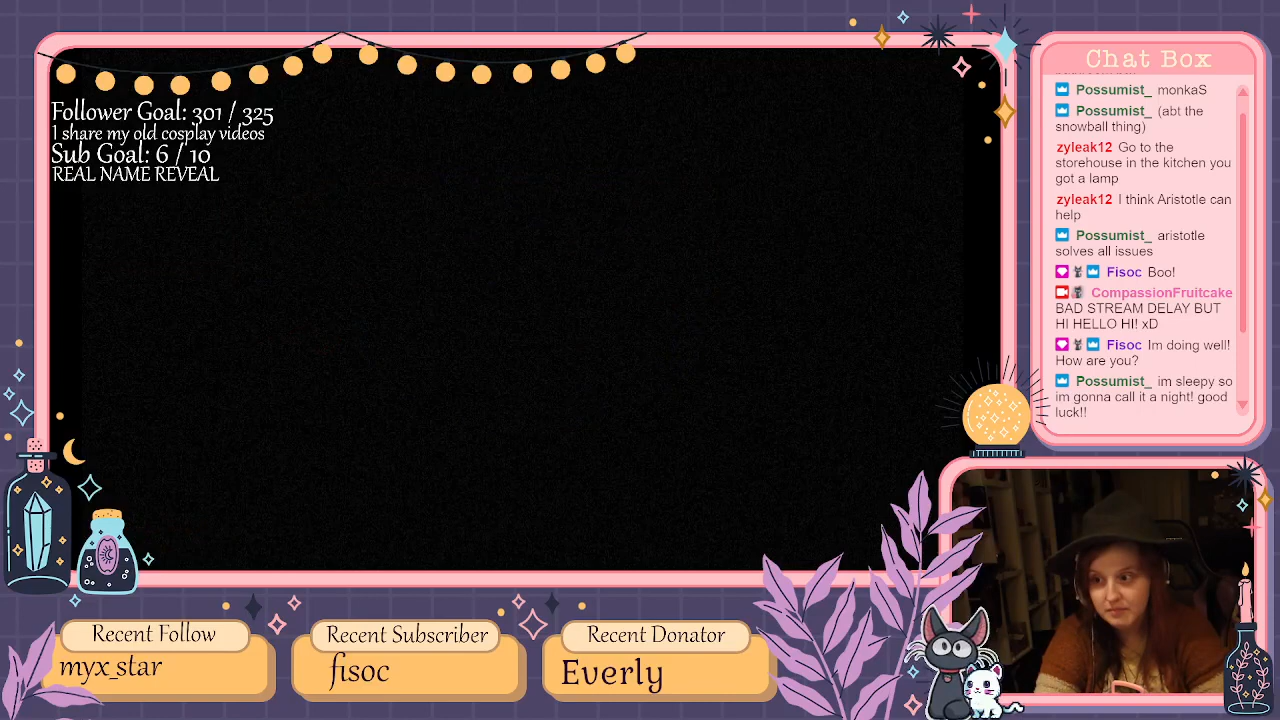 Follower Goal: 301 / 325
I share my old cosplay videos
Sub Goal: 6 / 10
REAL NAME REVEAL
Chat Box
Possumist_ monkaS
Possumist_ (abt the
snowball thing)
zyleak12 Go to the
storehouse in the kitchen you
got a lamp
zyleak12 I think Aristotle can
help
Possumist_ aristotle
solves all issues
Fisoc Boo!
CompassionFruitcake
BAD STREAM DELAY BUT
HI HELLO HI! xD
Fisoc Im doing well!
How are you?
Possumist_ im sleepy so
im gonna call it a night! good
luck!!
Recent Follow
myx_star
Recent Subscriber
fisoc
Recent Donator
Everly